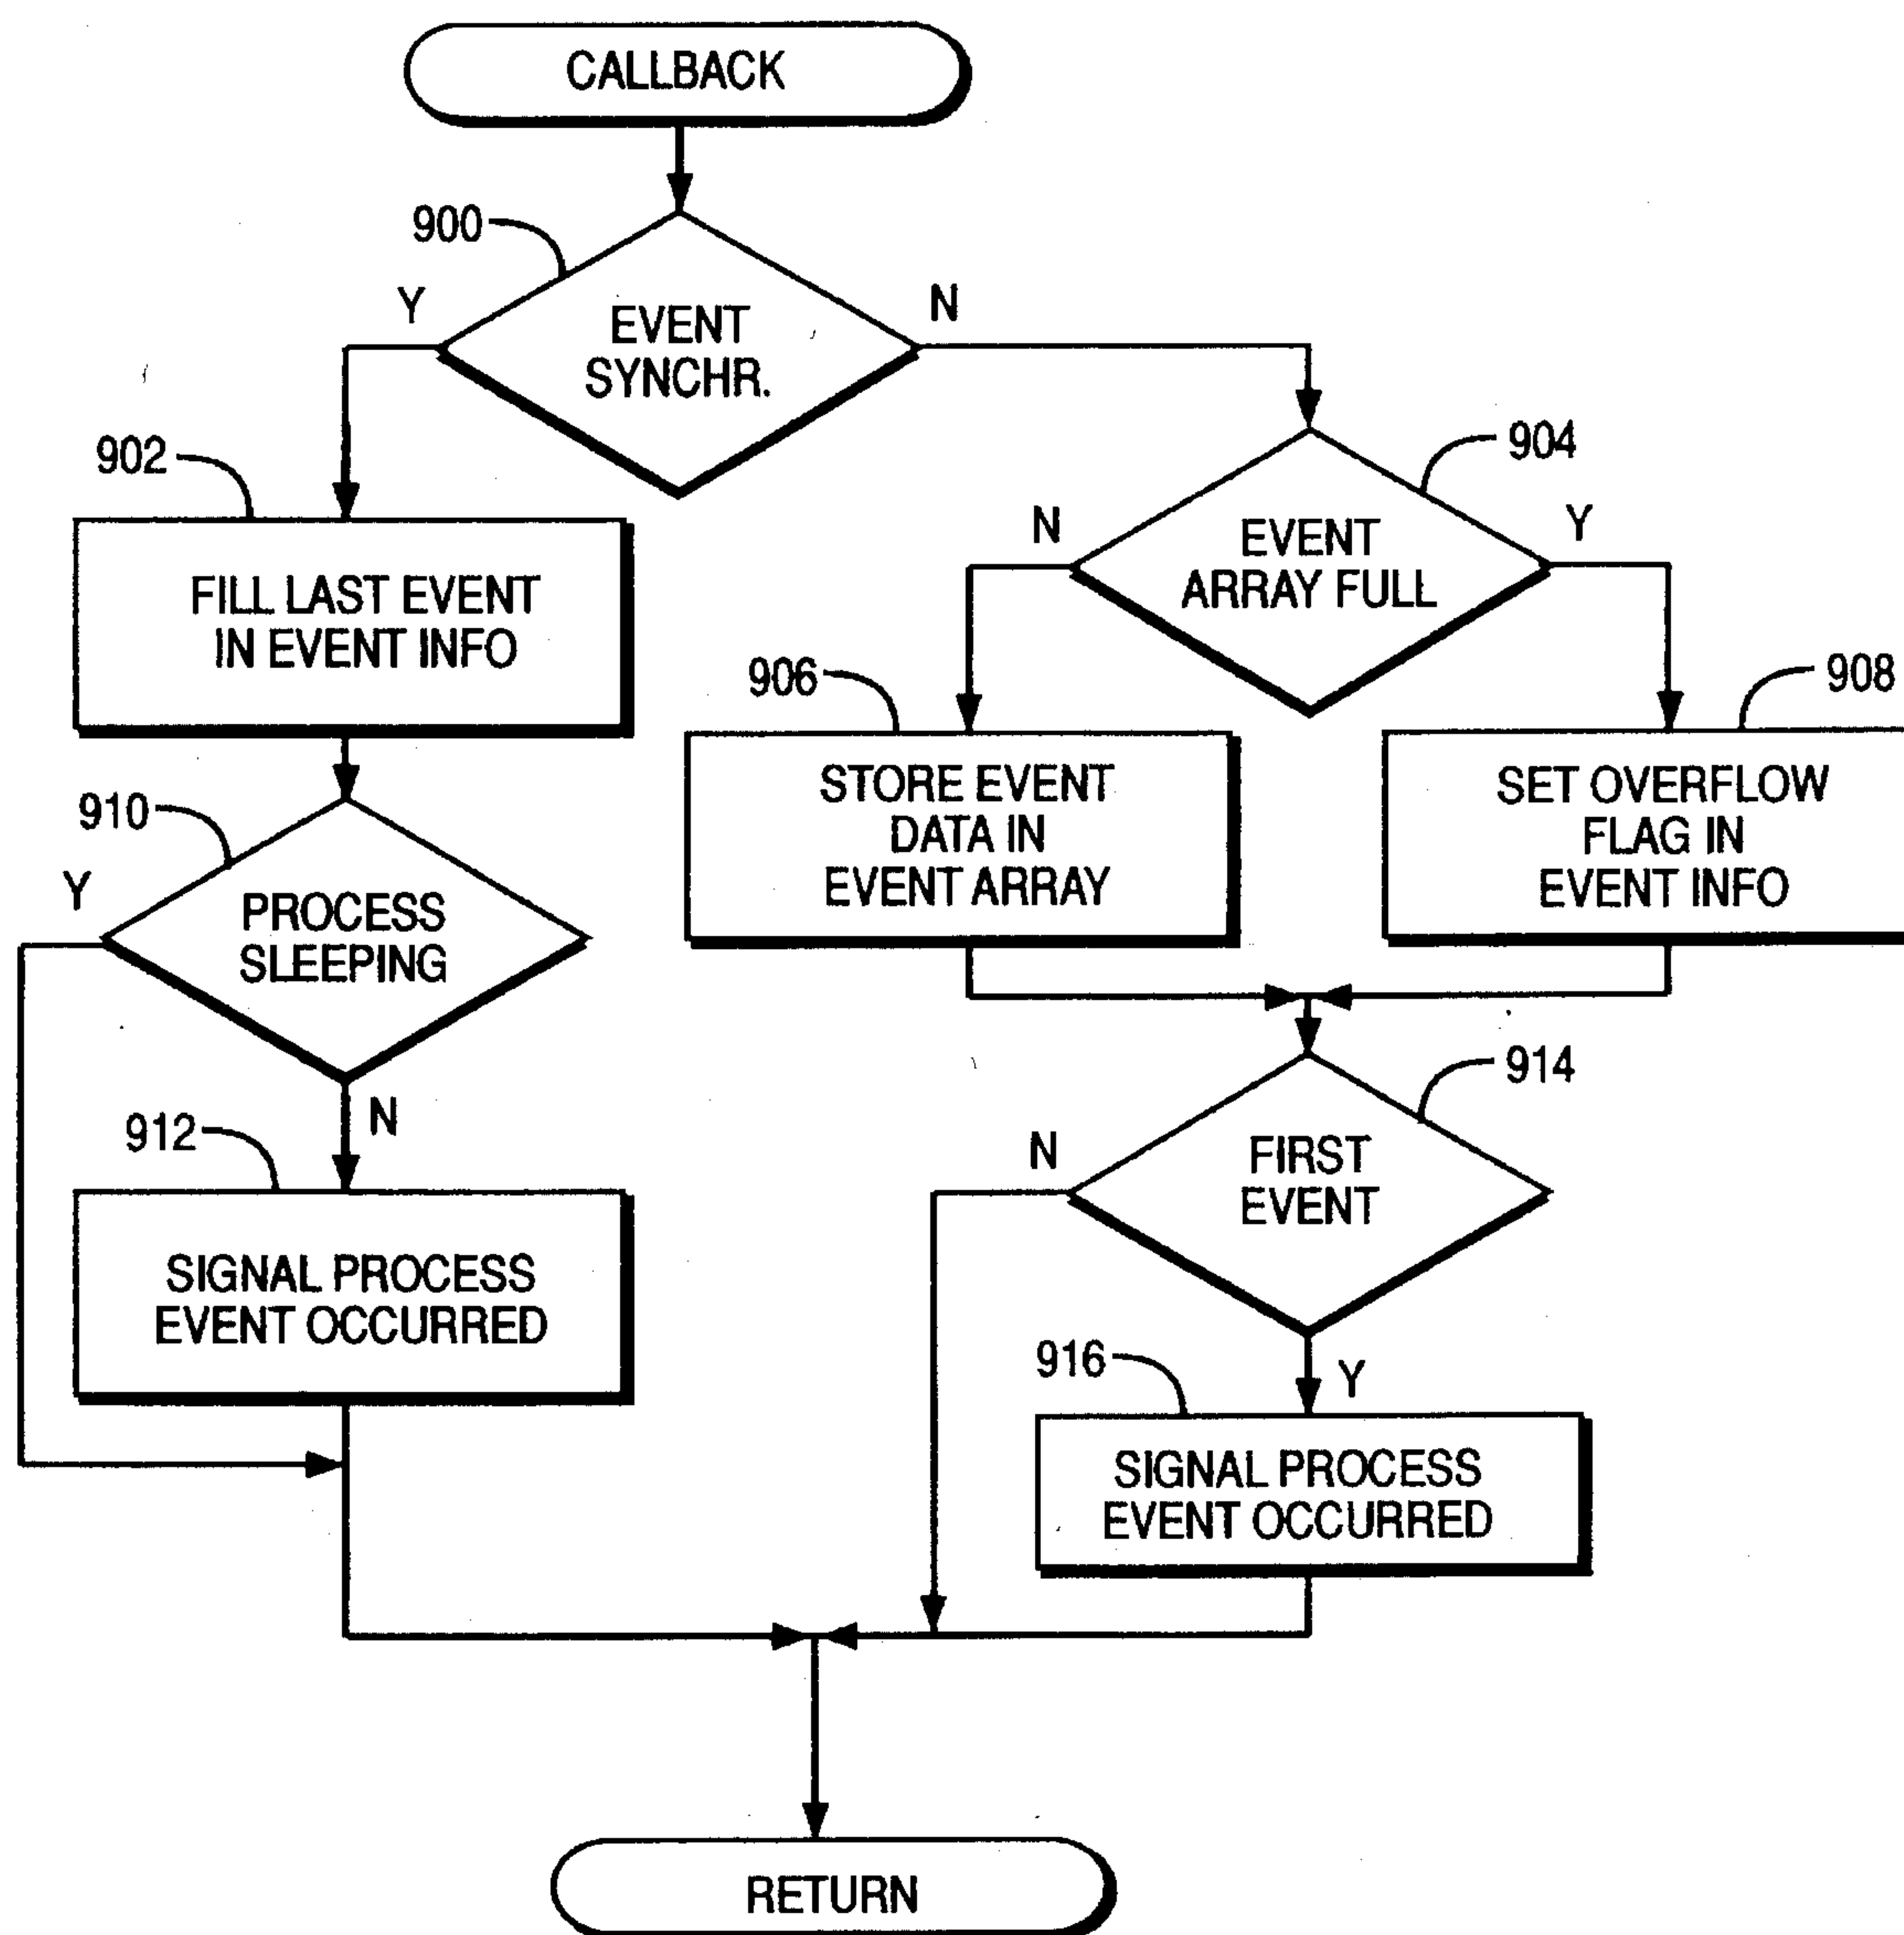 CALLBACK
900
Y
N
EVENT
SYNCHR.
902
904
FILL LAST EVENT
IN EVENT INFO
N
Y
EVENT
ARRAY FULL
906
908
910
STORE EVENT
DATA IN
EVENT ARRAY
SET OVERFLOW
FLAG IN
EVENT INFO
Y
PROCESS
SLEEPING
N
912
914
N
FIRST
EVENT
SIGNAL PROCESS
EVENT OCCURRED
916
Y
SIGNAL PROCESS
EVENT OCCURRED
RETURN